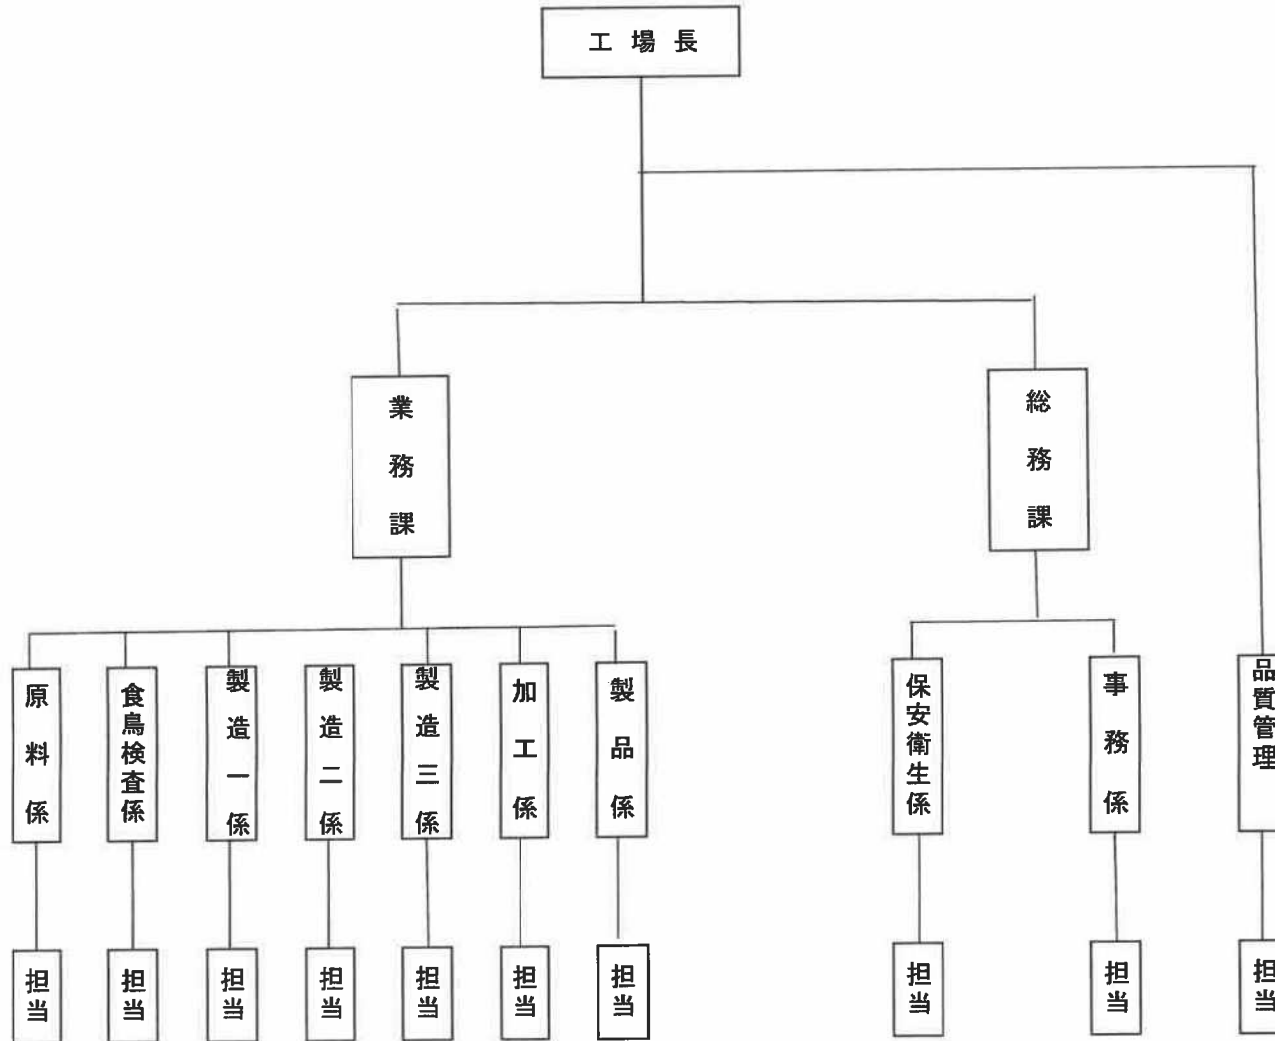 工場長
業務課
総務課
原料係
食鳥検査係
製造一係
製造二係
製造三係
加工係
製品係
保安衛生係
事務係
品質管理
担当
担当
担当
担当
担当
担当
担当
担当
担当
担当